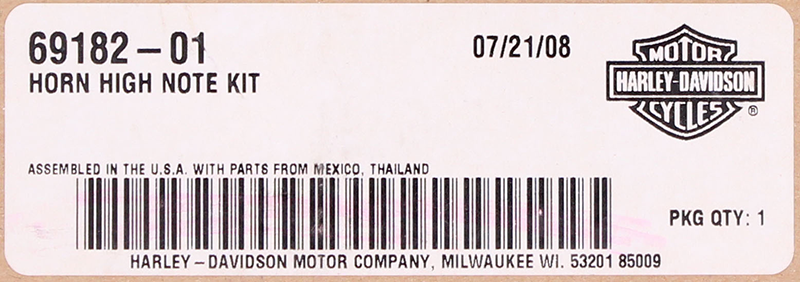 69182-01
07/21/08
HORN HIGH NOTE KIT
MOTOR
HARLEY-DAVIDSON
CYCLES
®
ASSEMBLED IN THE U.S.A. WITH PARTS FROM MEXICO, THAILAND
PKG QTY: 1
HARLEY-DAVIDSON MOTOR COMPANY, MILWAUKEE WI. 53201 85009